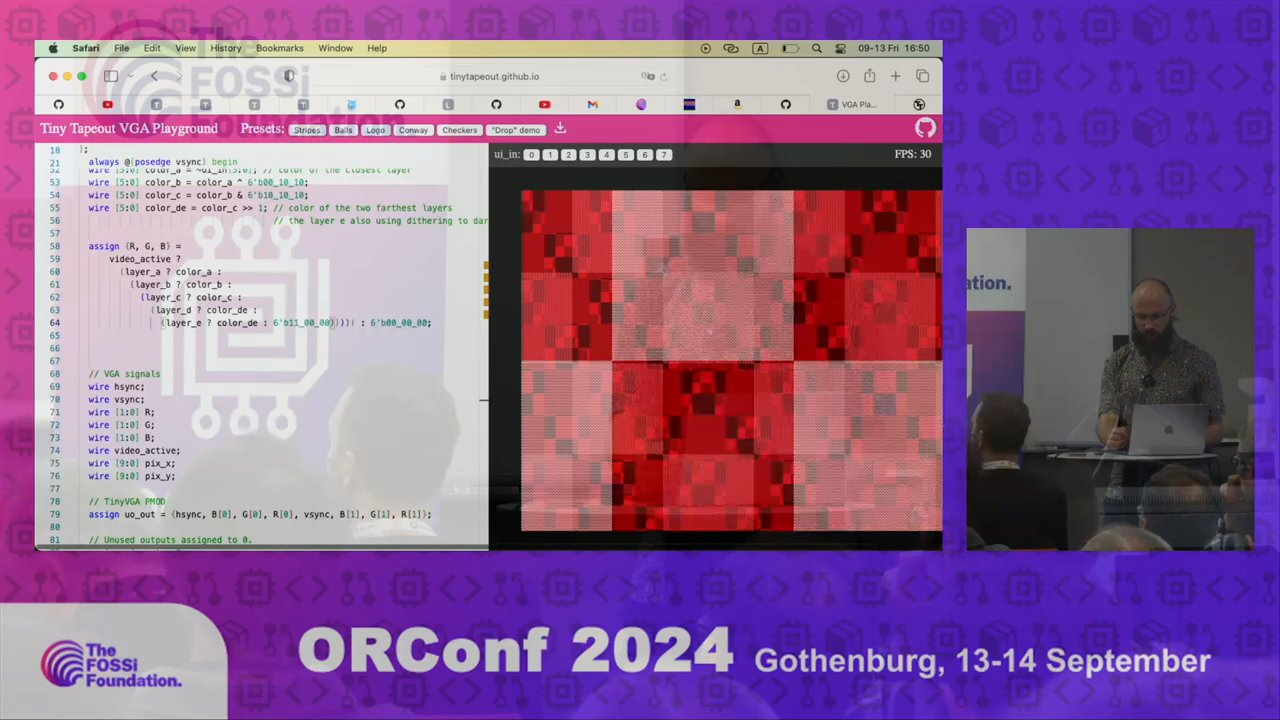 The
FOSSi
Foundation
Safari File Edit View History Bookmarks Window Help
A
09-13 Fri 16:50
tinytapeout.github.io
VGA Pla...
Tiny Tapeout VGA Playground
Presets: Stripes Balls Logo Conway Checkers "Drop" demo
ui_in: 0 1 2 3 4 5 6 7
FPS: 30
18 };
21 always @(posedge vsync) begin
53 wire [5:0] color_b = color_a ^ 6'b00_10_10;
54 wire [5:0] color_c = color_b & 6'b10_10_10;
55 wire [5:0] color_de = color_c >> 1; // color of the two farthest layers
56 // the layer e also using dithering to dar
57
58 assign {R, G, B} =
59 video_active ?
60 (layer_a ? color_a :
61 (layer_b ? color_b :
62 (layer_c ? color_c :
63 (layer_d ? color_de :
64 (layer_e ? color_de : 6'b11_00_00))))) : 6'b00_00_00;
65
66
67
68 // VGA signals
69 wire hsync;
70 wire vsync;
71 wire [1:0] R;
72 wire [1:0] G;
73 wire [1:0] B;
74 wire video_active;
75 wire [9:0] pix_x;
76 wire [9:0] pix_y;
77
78 // TinyVGA PMOD
79 assign uo_out = {hsync, B[0], G[0], R[0], vsync, B[1], G[1], R[1]};
80
81 // Unused outputs assigned to 0.
ation.
The
FOSSi
Foundation.
ORConf 2024 Gothenburg, 13-14 September